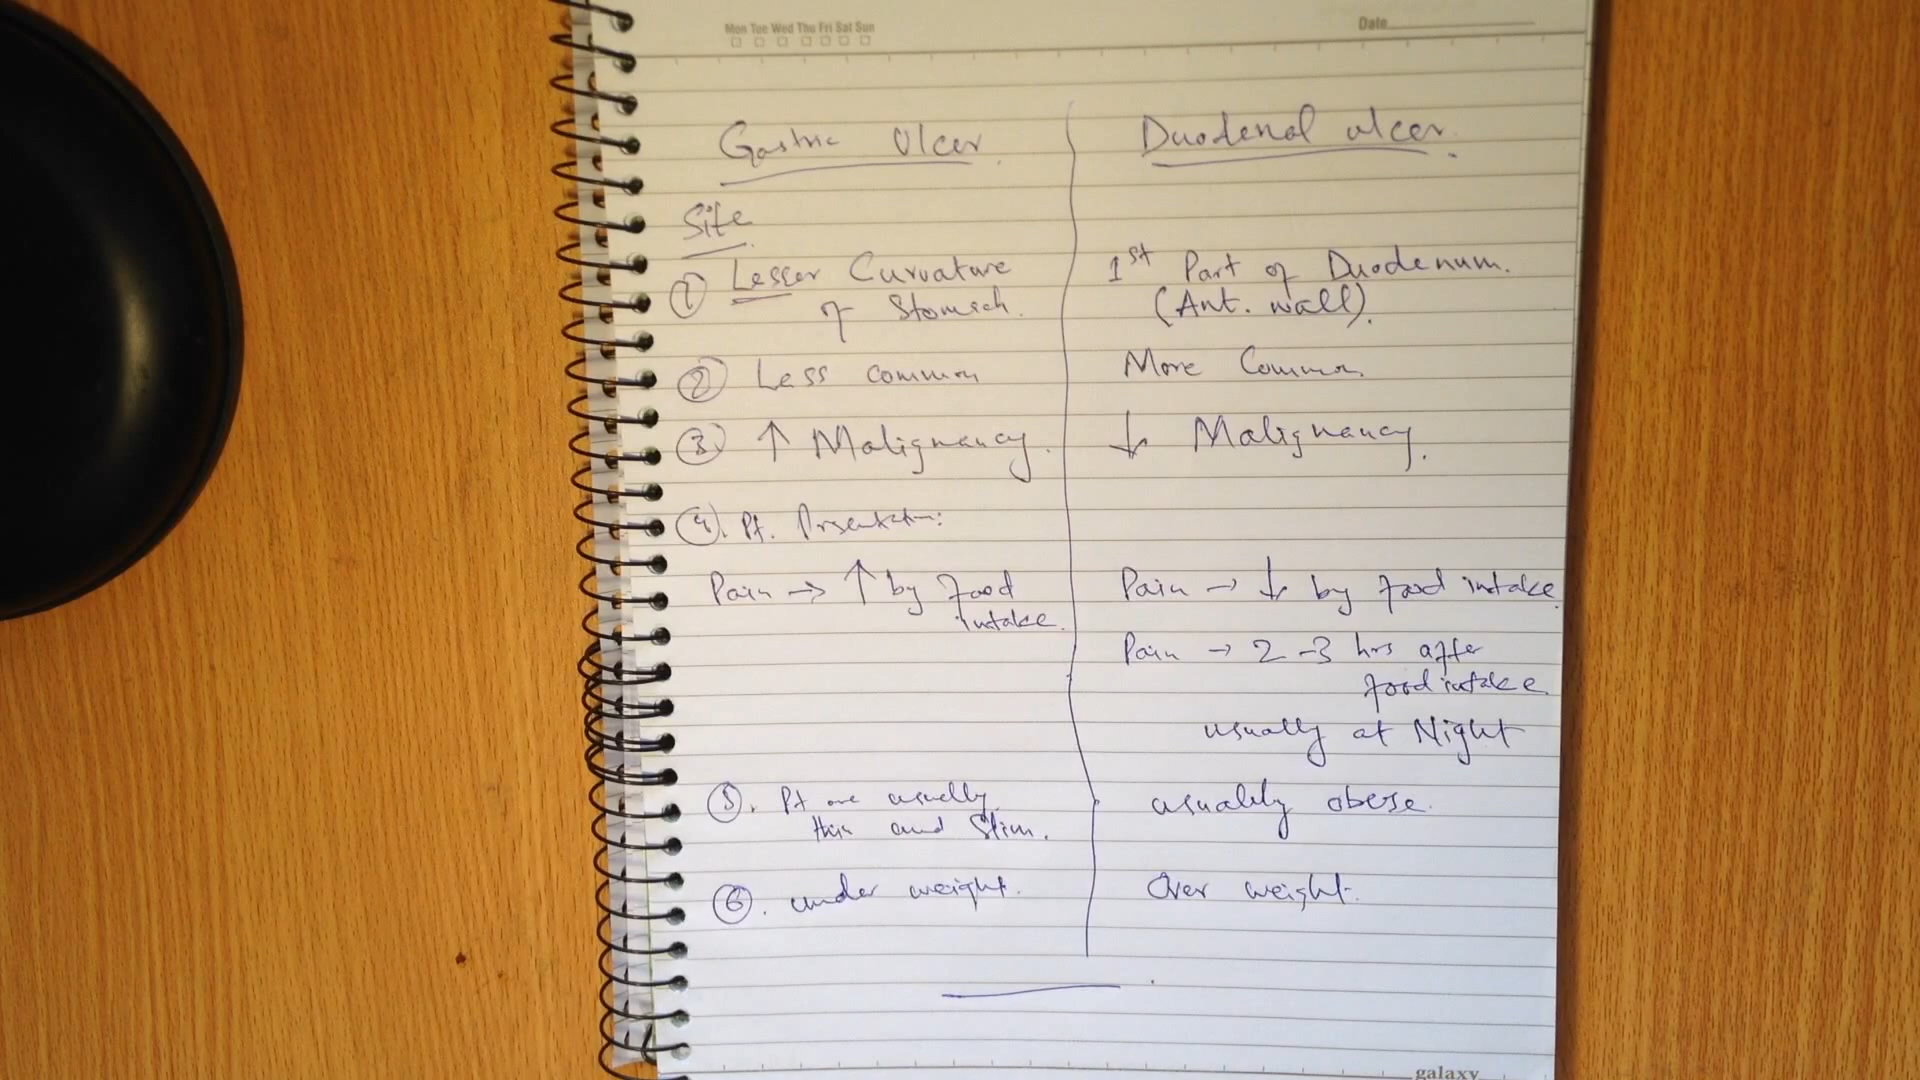 Mon Tue Wed Thu Fri Sat Sun
Date
Gastric Ulcer.
Duodenal ulcer.
Site
① Lesser Curvature
of Stomach.
1st Part of Duodenum.
(Ant. wall).
② Less common
More Common
③ ↑ Malignancy.
↓ Malignancy.
④. Pt. Presentation:
Pain → ↑ by food
intake.
Pain → ↓ by food intake
Pain → 2-3 hrs after
food intake
usually at Night
⑤. Pt are usually
thin and slim.
usually obese.
⑥. under weight.
Over weight.
galaxy